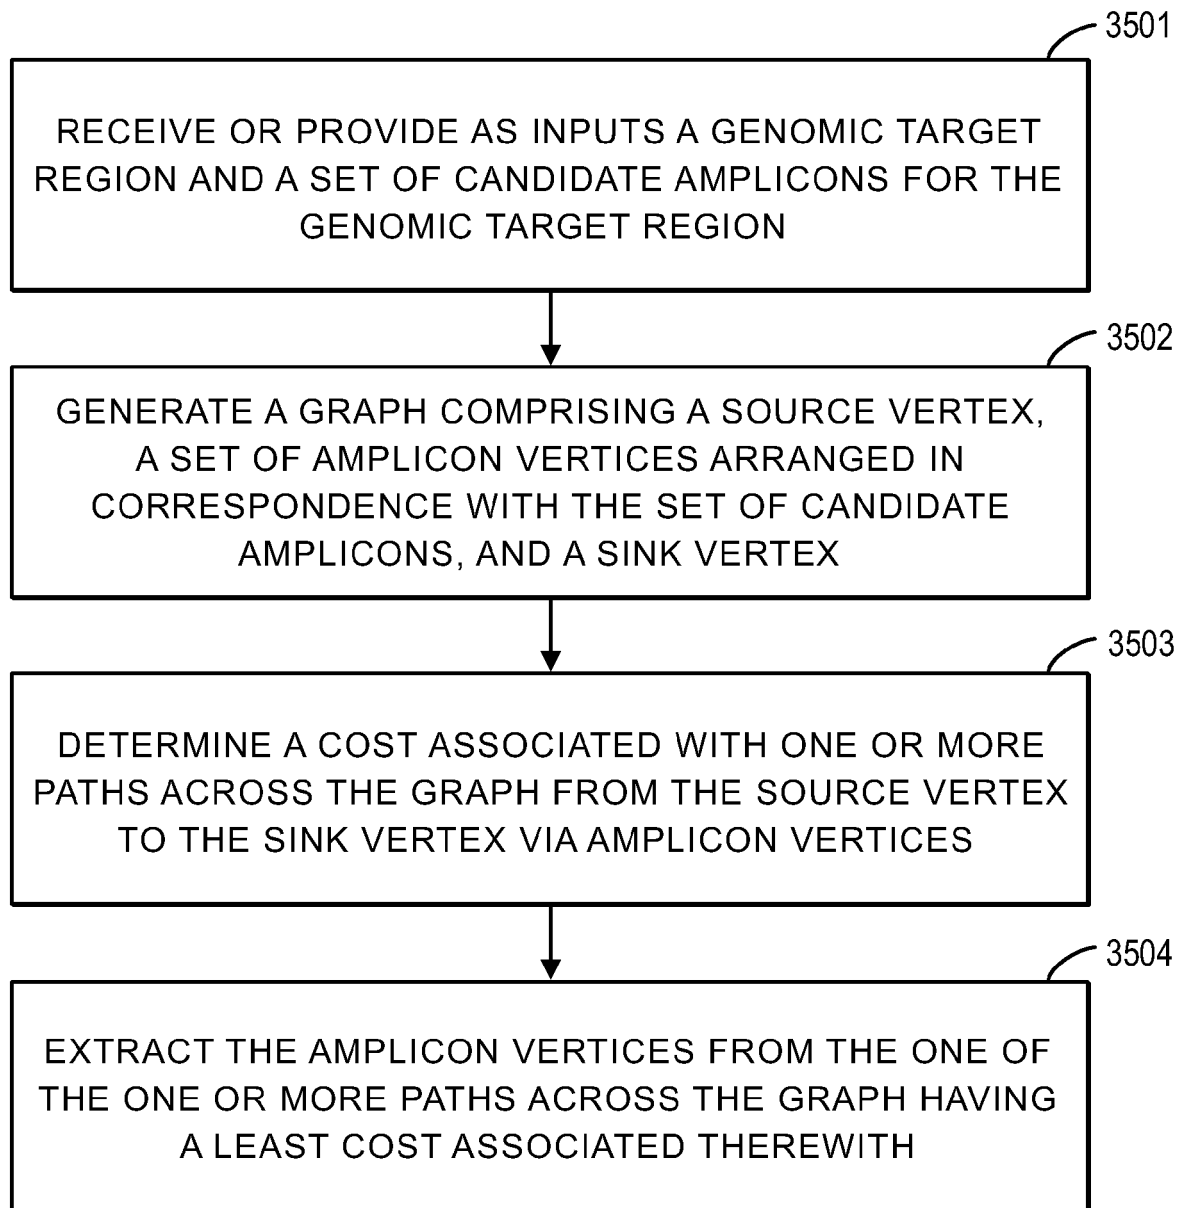 3501
RECEIVE OR PROVIDE AS INPUTS A GENOMIC TARGET
REGION AND A SET OF CANDIDATE AMPLICONS FOR THE
GENOMIC TARGET REGION
3502
GENERATE A GRAPH COMPRISING A SOURCE VERTEX,
A SET OF AMPLICON VERTICES ARRANGED IN
CORRESPONDENCE WITH THE SET OF CANDIDATE
AMPLICONS, AND A SINK VERTEX
3503
DETERMINE A COST ASSOCIATED WITH ONE OR MORE
PATHS ACROSS THE GRAPH FROM THE SOURCE VERTEX
TO THE SINK VERTEX VIA AMPLICON VERTICES
3504
EXTRACT THE AMPLICON VERTICES FROM THE ONE OF
THE ONE OR MORE PATHS ACROSS THE GRAPH HAVING
A LEAST COST ASSOCIATED THEREWITH